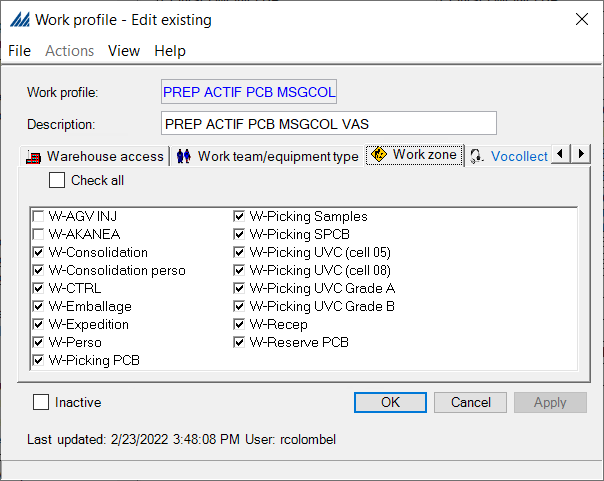 Work profile - Edit existing
File Actions View Help
Work profile: PREP ACTIF PCB MSGCOL
Description: PREP ACTIF PCB MSGCOL VAS
Warehouse access Work team/equipment type Work zone Vocollect
Check all
W-AGV INJ W-Picking Samples
W-AKANEA W-Picking SPCB
W-Consolidation W-Picking UVC (cell 05)
W-Consolidation perso W-Picking UVC (cell 08)
W-CTRL W-Picking UVC Grade A
W-Emballage W-Picking UVC Grade B
W-Expedition W-Recep
W-Perso W-Reserve PCB
W-Picking PCB
Inactive OK Cancel Apply
Last updated: 2/23/2022 3:48:08 PM User: rcolombel